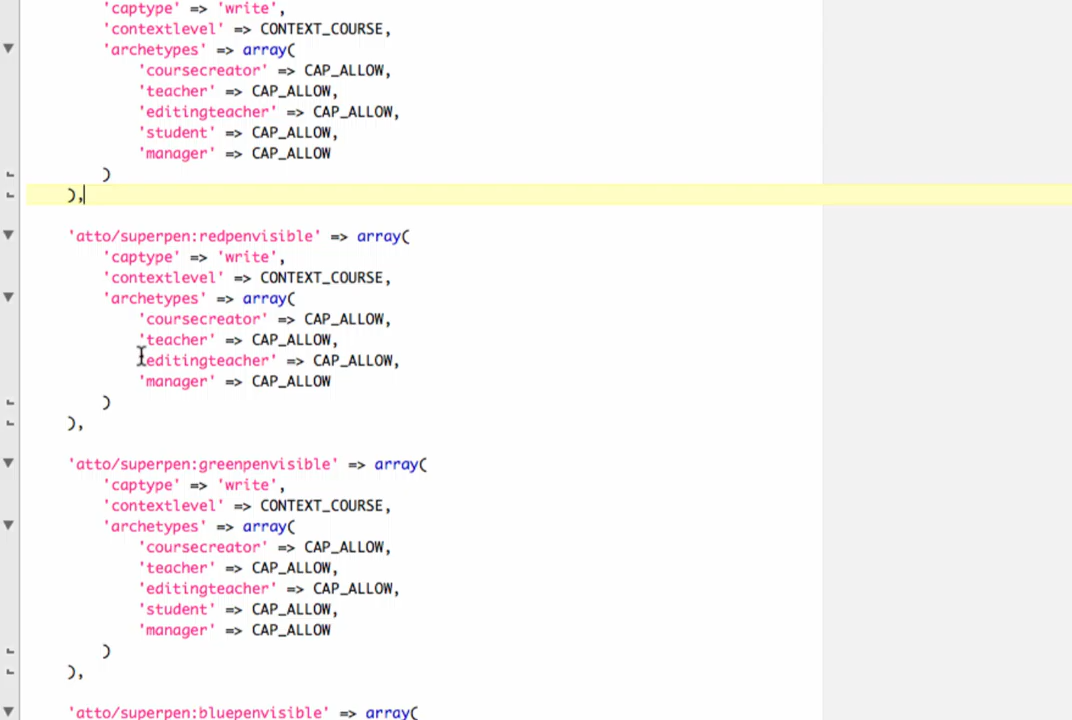 'captype' => 'write',
'contextlevel' => CONTEXT_COURSE,
'archetypes' => array(
'coursecreator' => CAP_ALLOW,
'teacher' => CAP_ALLOW,
'editingteacher' => CAP_ALLOW,
'student' => CAP_ALLOW,
'manager' => CAP_ALLOW
)
),
'atto/superpen:redpenvisible' => array(
'captype' => 'write',
'contextlevel' => CONTEXT_COURSE,
'archetypes' => array(
'coursecreator' => CAP_ALLOW,
'teacher' => CAP_ALLOW,
'editingteacher' => CAP_ALLOW,
'manager' => CAP_ALLOW
)
),
'atto/superpen:greenpenvisible' => array(
'captype' => 'write',
'contextlevel' => CONTEXT_COURSE,
'archetypes' => array(
'coursecreator' => CAP_ALLOW,
'teacher' => CAP_ALLOW,
'editingteacher' => CAP_ALLOW,
'student' => CAP_ALLOW,
'manager' => CAP_ALLOW
)
),
'atto/superpen:bluepenvisible' => array(